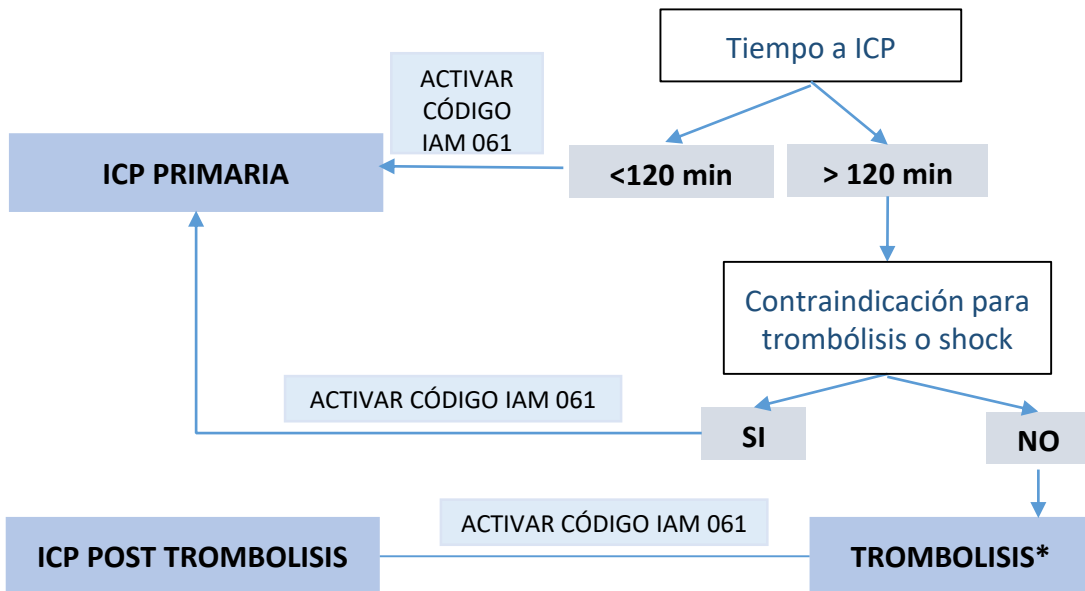 Tiempo a ICP
ACTIVAR
CÓDIGO
IAM 061
ICP PRIMARIA
<120 min
> 120 min
Contraindicación para
trombólisis o shock
ACTIVAR CÓDIGO IAM 061
SI
NO
ACTIVAR CÓDIGO IAM 061
ICP POST TROMBOLISIS
TROMBOLISIS*